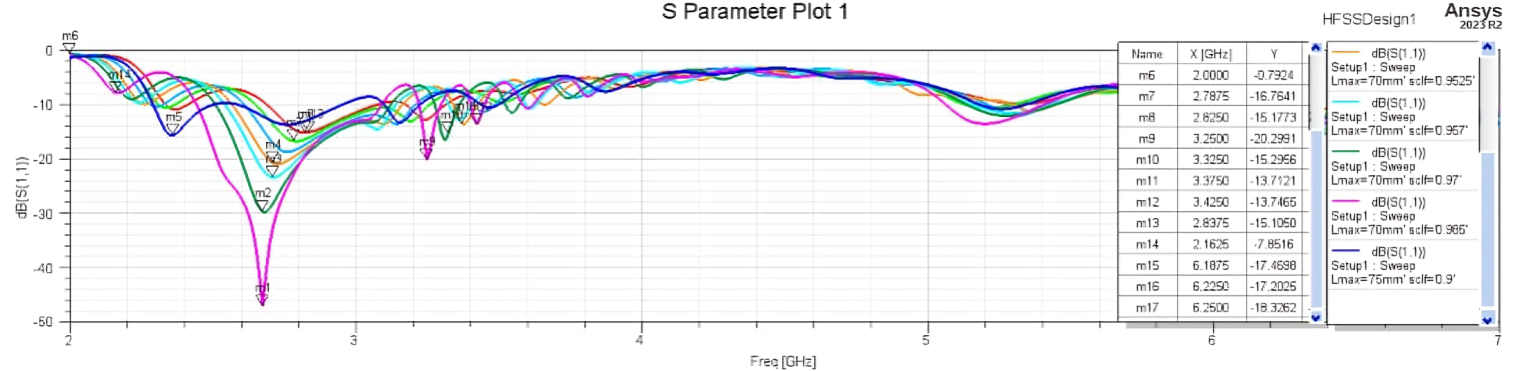 S Parameter Plot 1
HFSSDesign1
Ansys
2023 R2
m6
m14
m5
m4
m2
m1
m9
0
-10
-20
-30
-40
-50
dB(S(1,1))
2
3
4
5
6
7
Freq [GHz]
Name X [GHz] Y
m6 2.0000 -0.7924
m7 2.7875 -16.7641
m8 2.8250 -15.1773
m9 3.2500 -20.2991
m10 3.3250 -15.2956
m11 3.3750 -13.7121
m12 3.4250 -13.7465
m13 2.8375 -15.1050
m14 2.1625 -7.8516
m15 6.1875 -17.4698
m16 6.2250 -17.2025
m17 6.2500 -18.3262
dB(S(1,1))
Setup1 : Sweep
Lmax='70mm' sclf='0.9525'
dB(S(1,1))
Setup1 : Sweep
Lmax='70mm' sclf='0.957'
dB(S(1,1))
Setup1 : Sweep
Lmax='70mm' sclf='0.97'
dB(S(1,1))
Setup1 : Sweep
Lmax='70mm' sclf='0.985'
dB(S(1,1))
Setup1 : Sweep
Lmax='75mm' sclf='0.9'